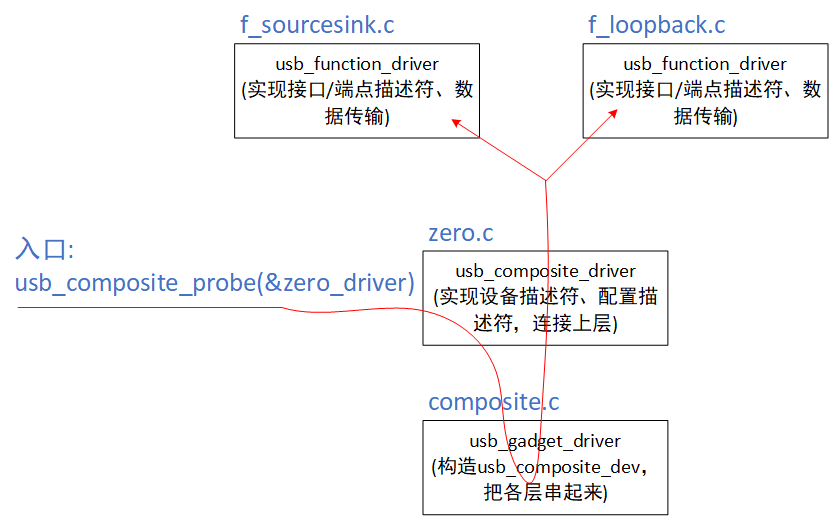 f_sourcesink.c
usb_function_driver
(实现接口/端点描述符、数
据传输)
f_loopback.c
usb_function_driver
(实现接口/端点描述符、数
据传输)
入口:
usb_composite_probe(&zero_driver)
zero.c
usb_composite_driver
(实现设备描述符、配置描
述符，连接上层)
composite.c
usb_gadget_driver
(构造usb_composite_dev，
把各层串起来)